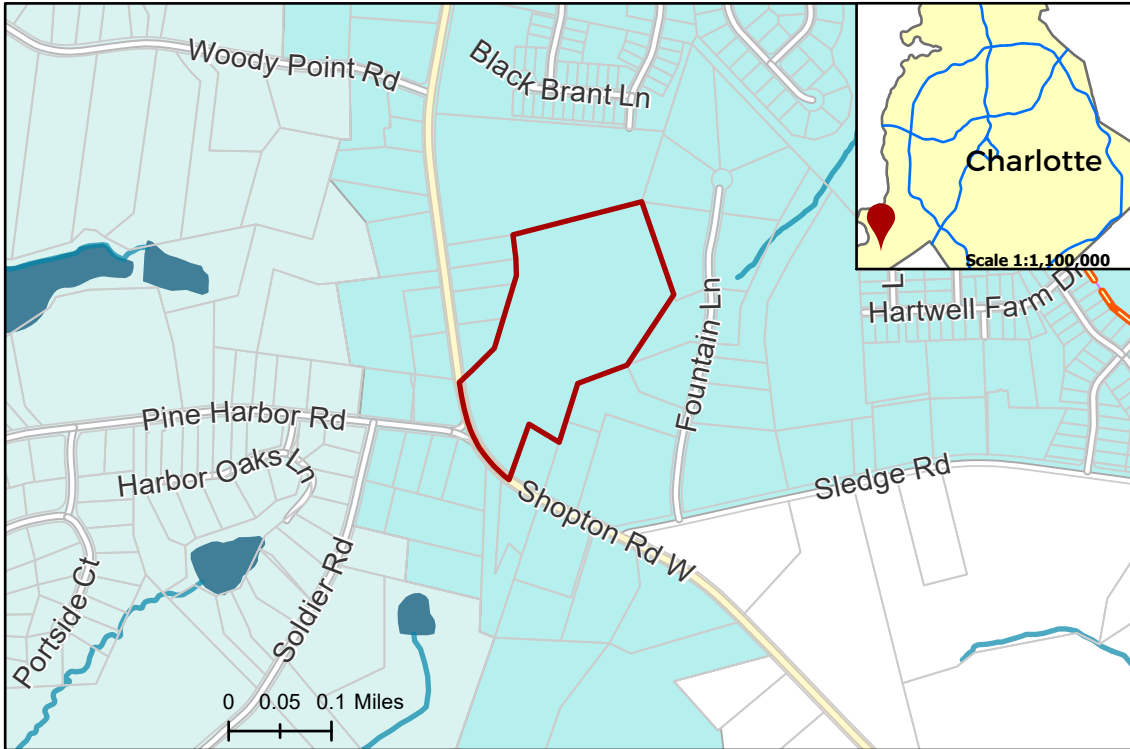 Woody Point Rd
Black Brant Ln
Charlotte
Scale 1:1,100,000
L
Hartwell Farm Dr
Fountain Ln
Pine Harbor Rd
Harbor Oaks Ln
Sledge Rd
Shopton Rd W
Soldier Rd
Portside Ct
0 0.05 0.1 Miles